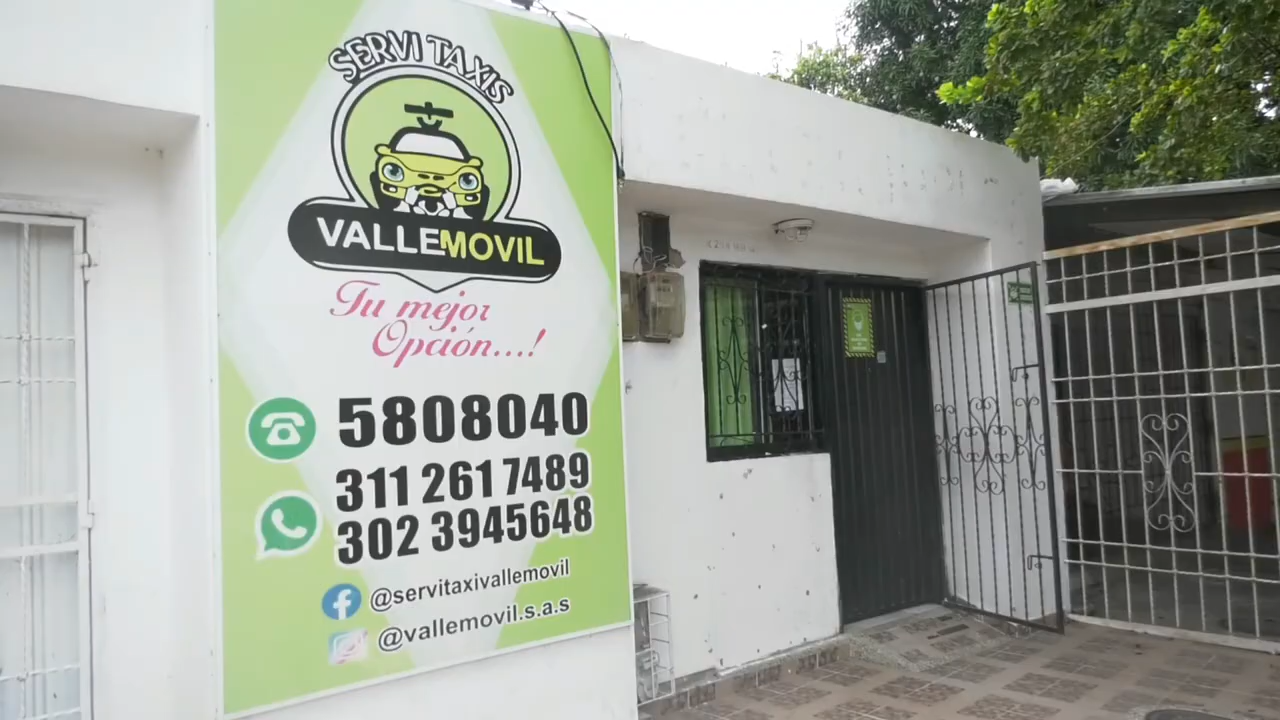 SERVI TAXIS
VALLEMOVIL
Tu mejor
Opción...!
5808040
311 261 7489
302 3945648
@servitaxivallemovil
@vallemovil.s.a.s